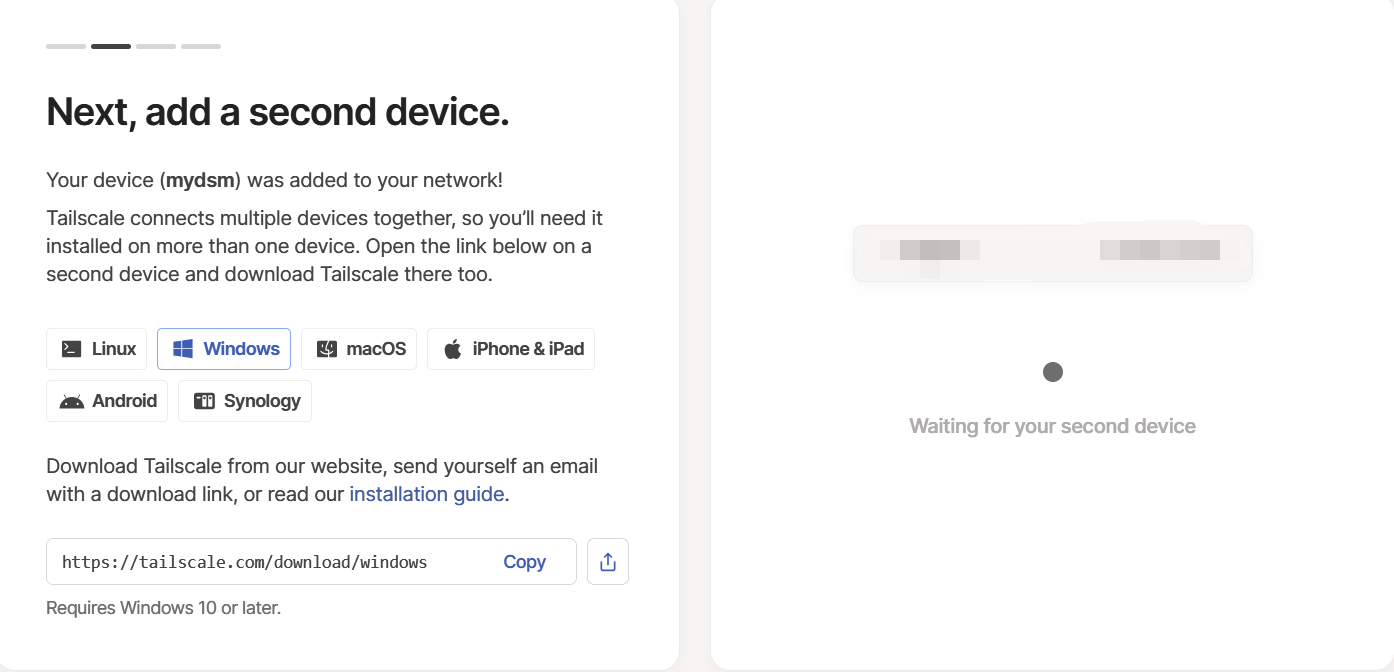 Next, add a second device.
Your device (mydsm) was added to your network!
Tailscale connects multiple devices together, so you’ll need it
installed on more than one device. Open the link below on a
second device and download Tailscale there too.
Linux
Windows
macOS
iPhone & iPad
Android
Synology
Download Tailscale from our website, send yourself an email
with a download link, or read our installation guide.
https://tailscale.com/download/windows
Copy
Requires Windows 10 or later.
Waiting for your second device